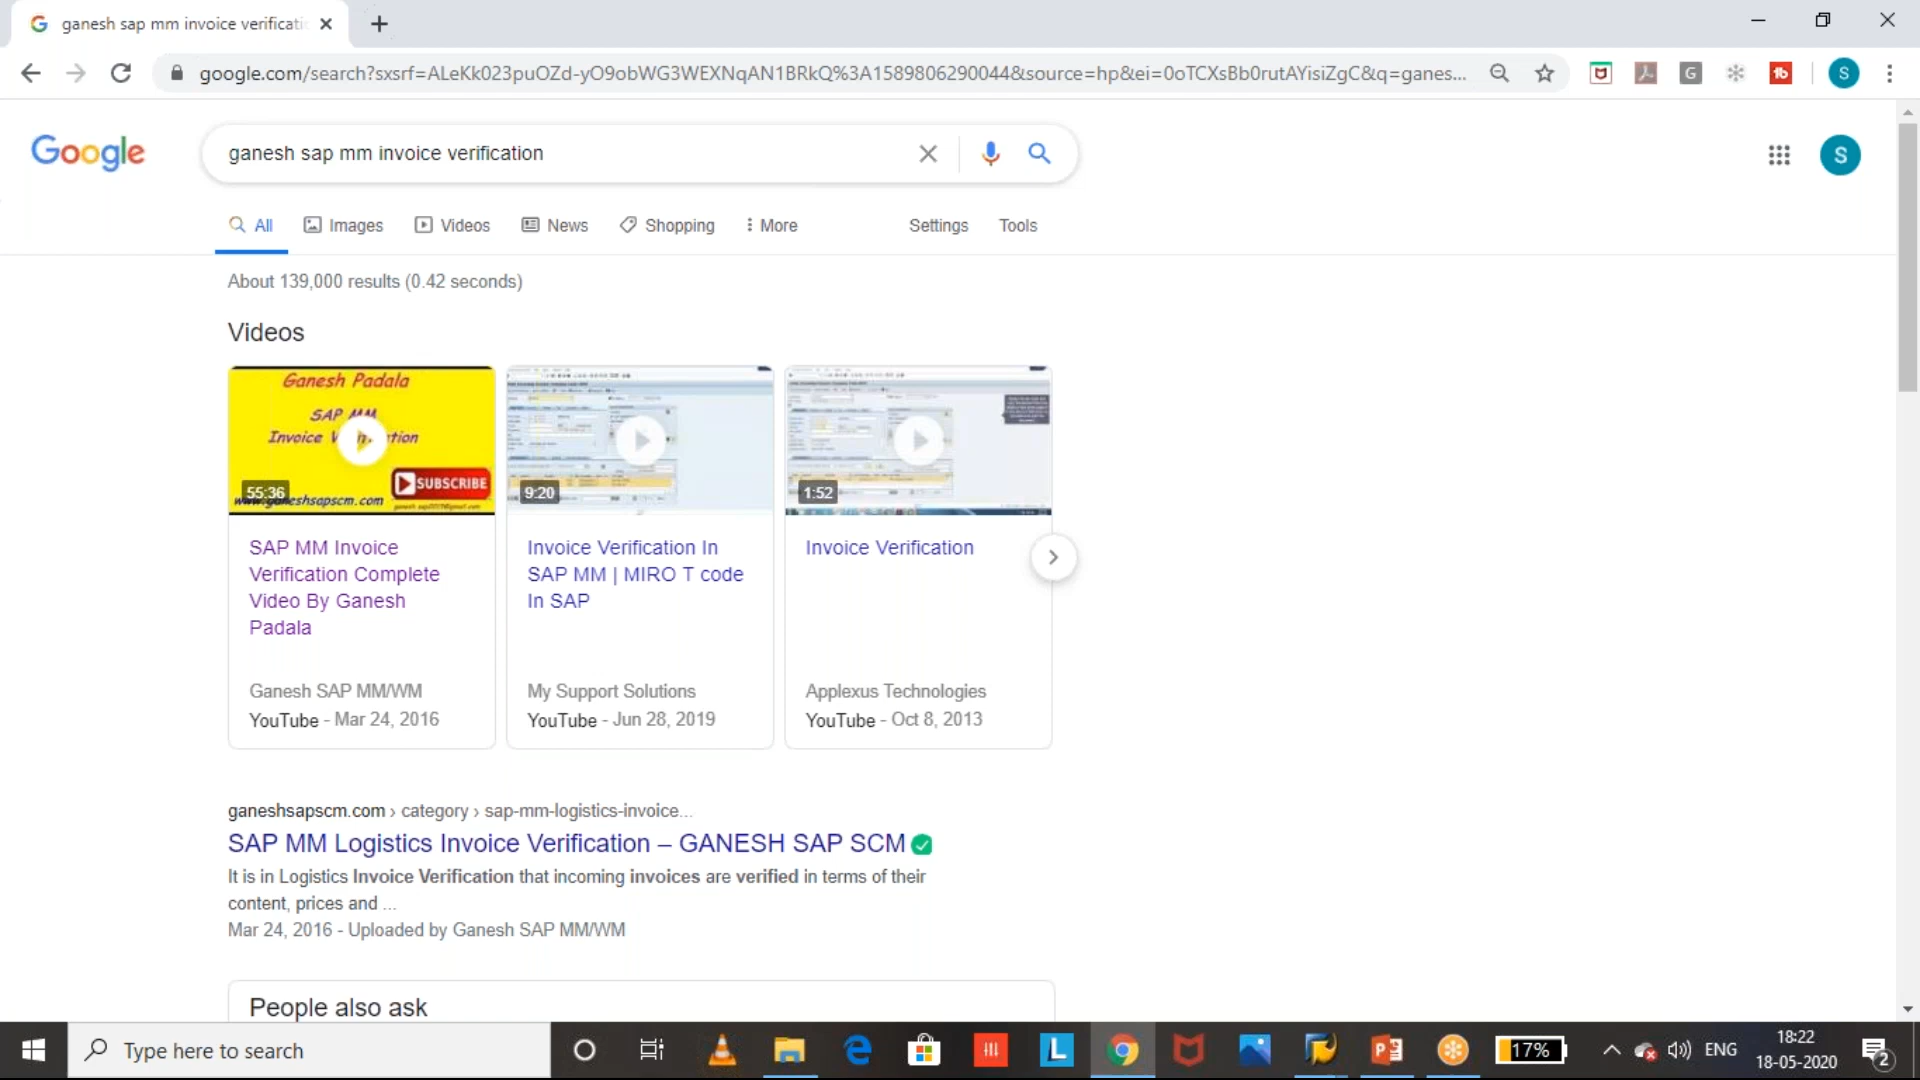 ganesh sap mm invoice verificati
google.com/search?sxsrf=ALeKk023puOZd-yO9obWG3WEXNqAN1BRkQ%3A1589806290044&source=hp&ei=0oTCXsBb0rutAYisiZgC&q=ganes...
S
Google
ganesh sap mm invoice verification
S
All Images Videos News Shopping More Settings Tools
About 139,000 results (0.42 seconds)
Videos
Ganesh Padala
SAP MM
Invoice
SUBSCRIBE
55:36
9:20
1:52
SAP MM Invoice
Verification Complete
Video By Ganesh
Padala
Ganesh SAP MM/WM
YouTube - Mar 24, 2016
Invoice Verification In
SAP MM | MIRO T code
In SAP
My Support Solutions
YouTube - Jun 28, 2019
Invoice Verification
Applexus Technologies
YouTube - Oct 8, 2013
ganeshsapscm.com › category › sap-mm-logistics-invoice...
SAP MM Logistics Invoice Verification – GANESH SAP SCM
It is in Logistics Invoice Verification that incoming invoices are verified in terms of their
content, prices and ...
Mar 24, 2016 - Uploaded by Ganesh SAP MM/WM
People also ask
Type here to search
17%
ENG
18:22
18-05-2020
2